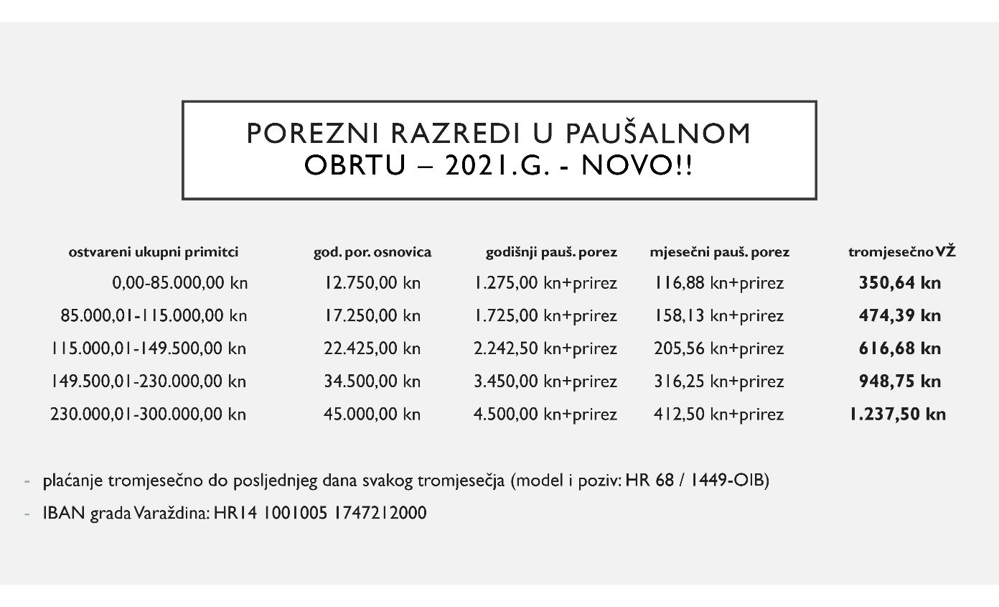 POREZNI RAZREDI U PAUŠALNOM
OBRTU – 2021.G. - NOVO!!
ostvareni ukupni primitci god. por. osnovica godišnji pauš. porez mjesečni pauš. porez tromjesečno VŽ
0,00-85.000,00 kn 12.750,00 kn 1.275,00 kn+prirez 116,88 kn+prirez 350,64 kn
85.000,01-115.000,00 kn 17.250,00 kn 1.725,00 kn+prirez 158,13 kn+prirez 474,39 kn
115.000,01-149.500,00 kn 22.425,00 kn 2.242,50 kn+prirez 205,56 kn+prirez 616,68 kn
149.500,01-230.000,00 kn 34.500,00 kn 3.450,00 kn+prirez 316,25 kn+prirez 948,75 kn
230.000,01-300.000,00 kn 45.000,00 kn 4.500,00 kn+prirez 412,50 kn+prirez 1.237,50 kn
- plaćanje tromjesečno do posljednjeg dana svakog tromjesečja (model i poziv: HR 68 / 1449-OIB)
- IBAN grada Varaždina: HR14 1001005 1747212000